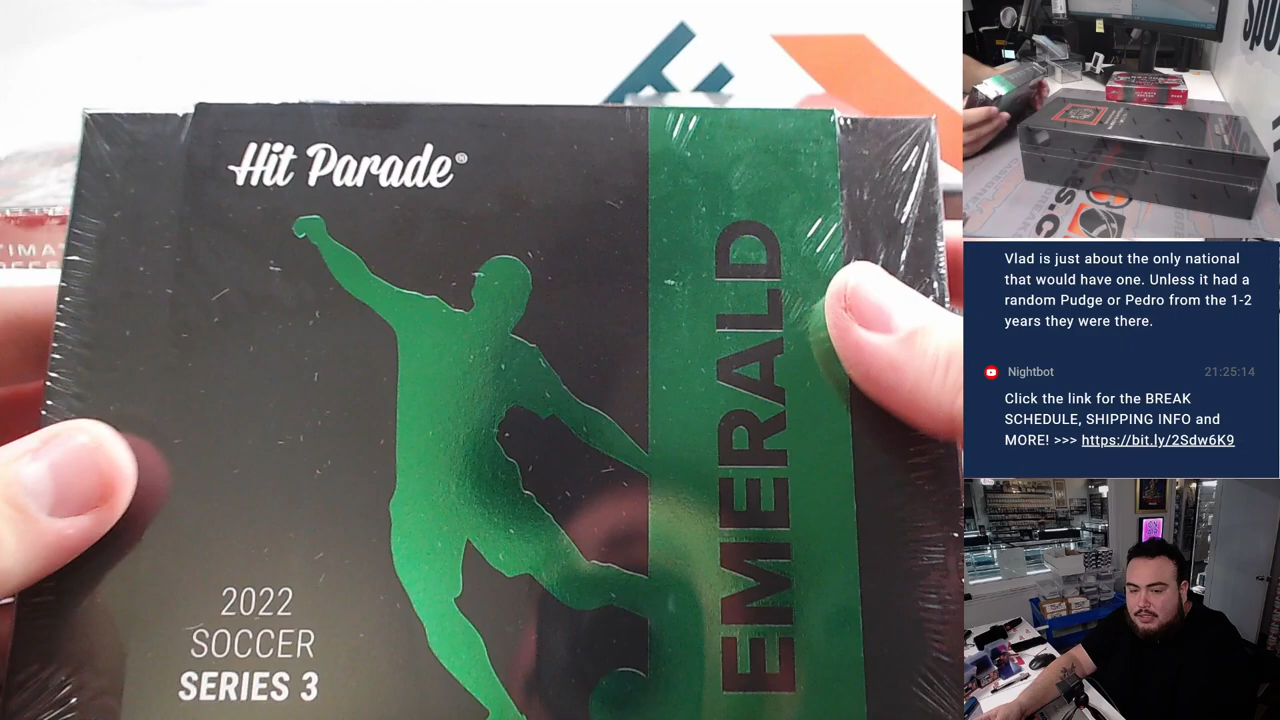 Hit Parade®
EMERALD
2022
SOCCER
SERIES 3
Vlad is just about the only national
that would have one. Unless it had a
random Pudge or Pedro from the 1-2
years they were there.
Nightbot 21:25:14
Click the link for the BREAK
SCHEDULE, SHIPPING INFO and
MORE! >>> https://bit.ly/2Sdw6K9